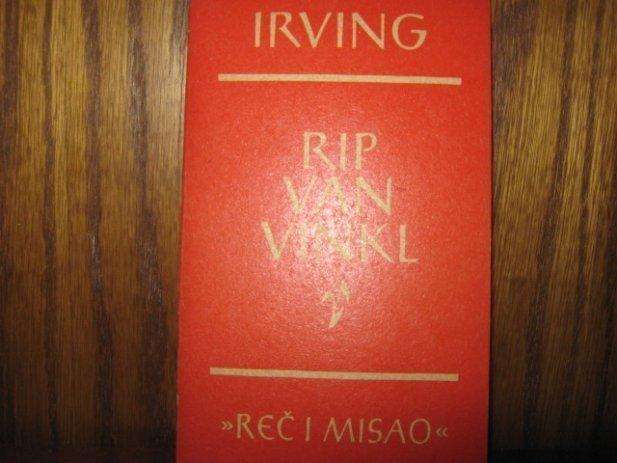 IRVING
RIP
VAN
VINKL
»REČ I MISAO«